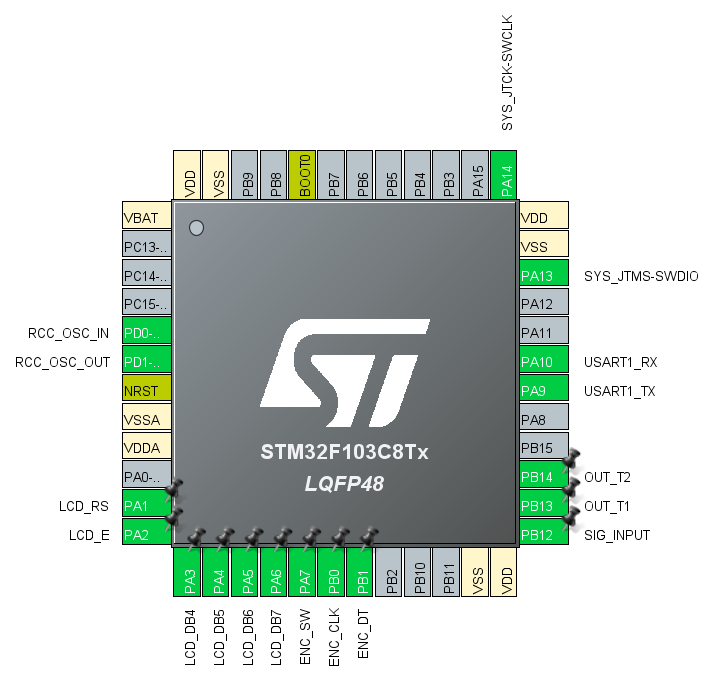 SYS_JTCK-SWCLK
VDD
VSS
PB9
PB8
BOOT0
PB7
PB6
PB5
PB4
PB3
PA15
PA14
VBAT
PC13-..
PC14-..
PC15-..
RCC_OSC_IN PD0-..
RCC_OSC_OUT PD1-..
NRST
VSSA
VDDA
PA0-..
LCD_RS PA1
LCD_E PA2
ST
STM32F103C8Tx
LQFP48
VDD
VSS
PA13 SYS_JTMS-SWDIO
PA12
PA11
PA10 USART1_RX
PA9 USART1_TX
PA8
PB15
PB14 OUT_T2
PB13 OUT_T1
PB12 SIG_INPUT
PA3
PA4
PA5
PA6
PA7
PB0
PB1
PB2
PB10
PB11
VSS
VDD
LCD_DB4
LCD_DB5
LCD_DB6
LCD_DB7
ENC_SW
ENC_CLK
ENC_DT